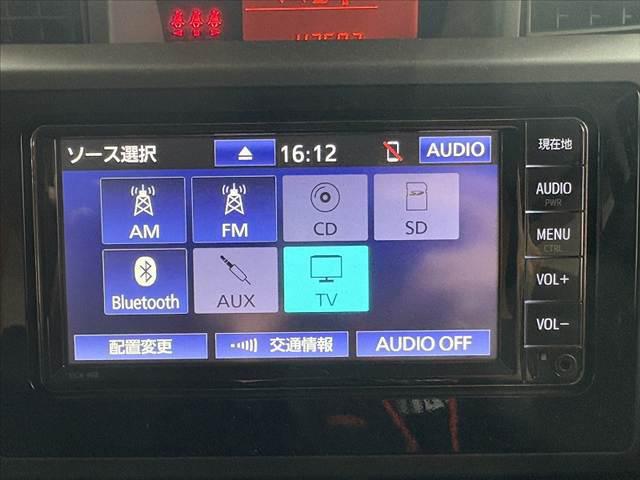 ソース選択 16:12 AUDIO
AM FM CD SD
Bluetooth AUX TV
配置変更 交通情報 AUDIO OFF
現在地
AUDIO
PWR
MENU
CTRL
VOL+
VOL−